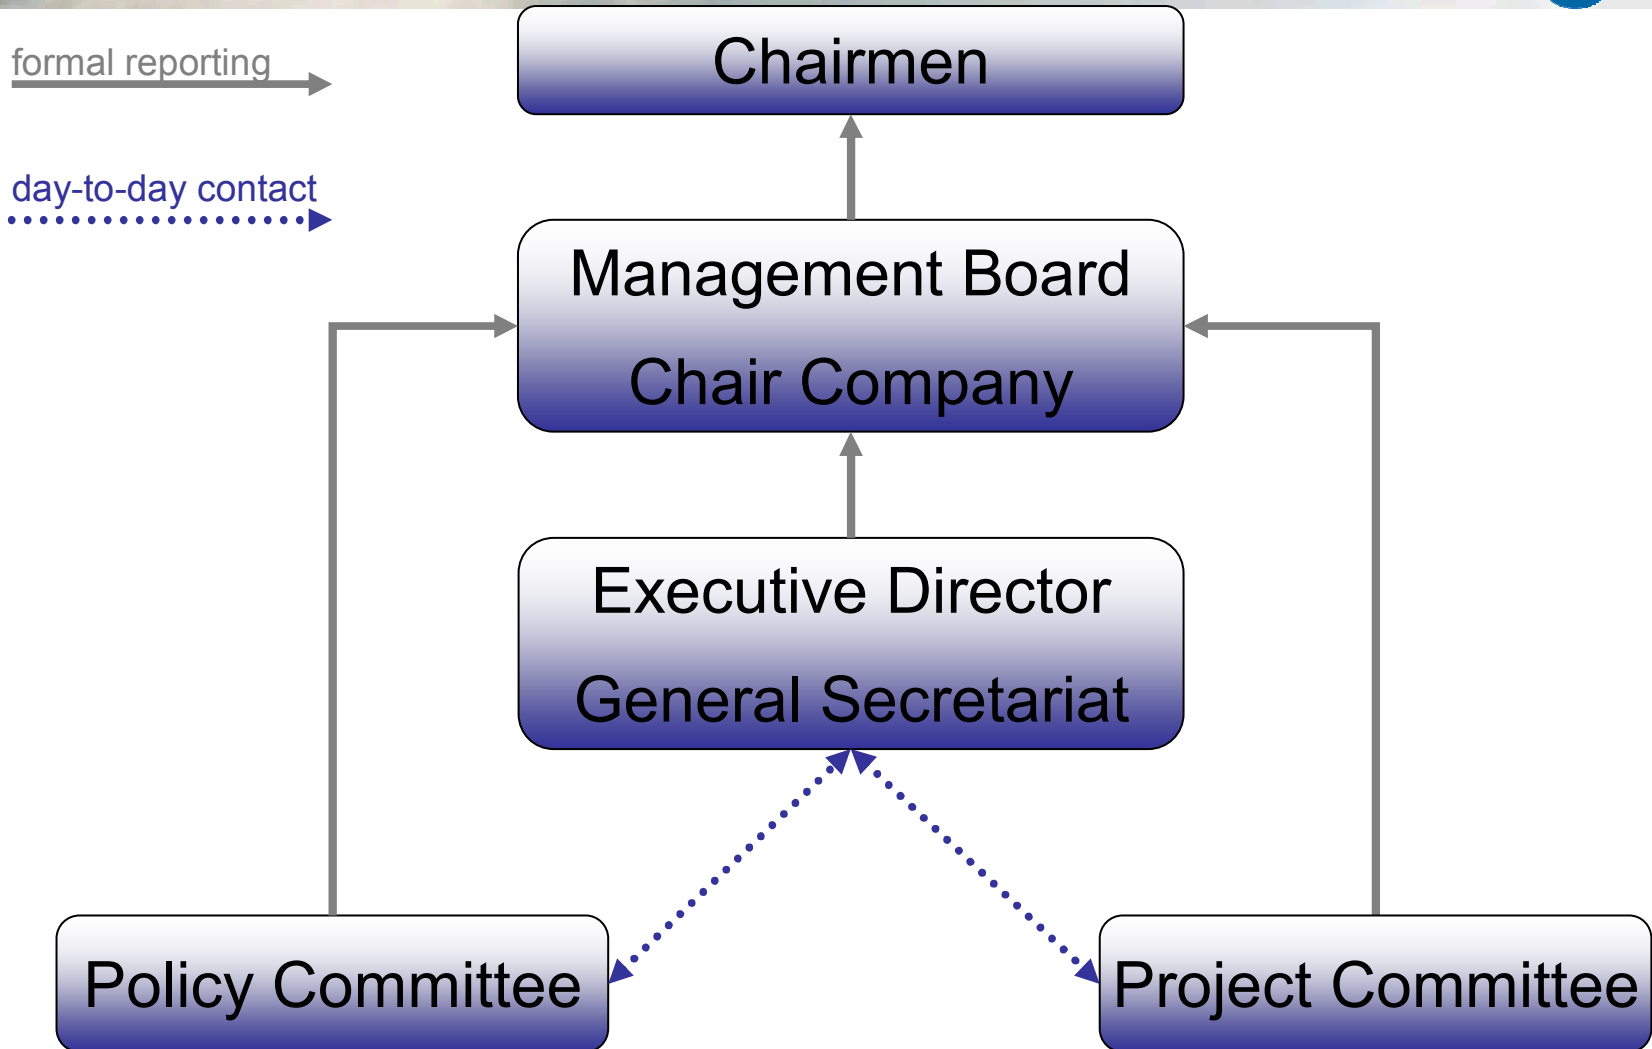 formal reporting
day-to-day contact
Chairmen
Management Board
Chair Company
Executive Director
General Secretariat
Policy Committee
Project Committee